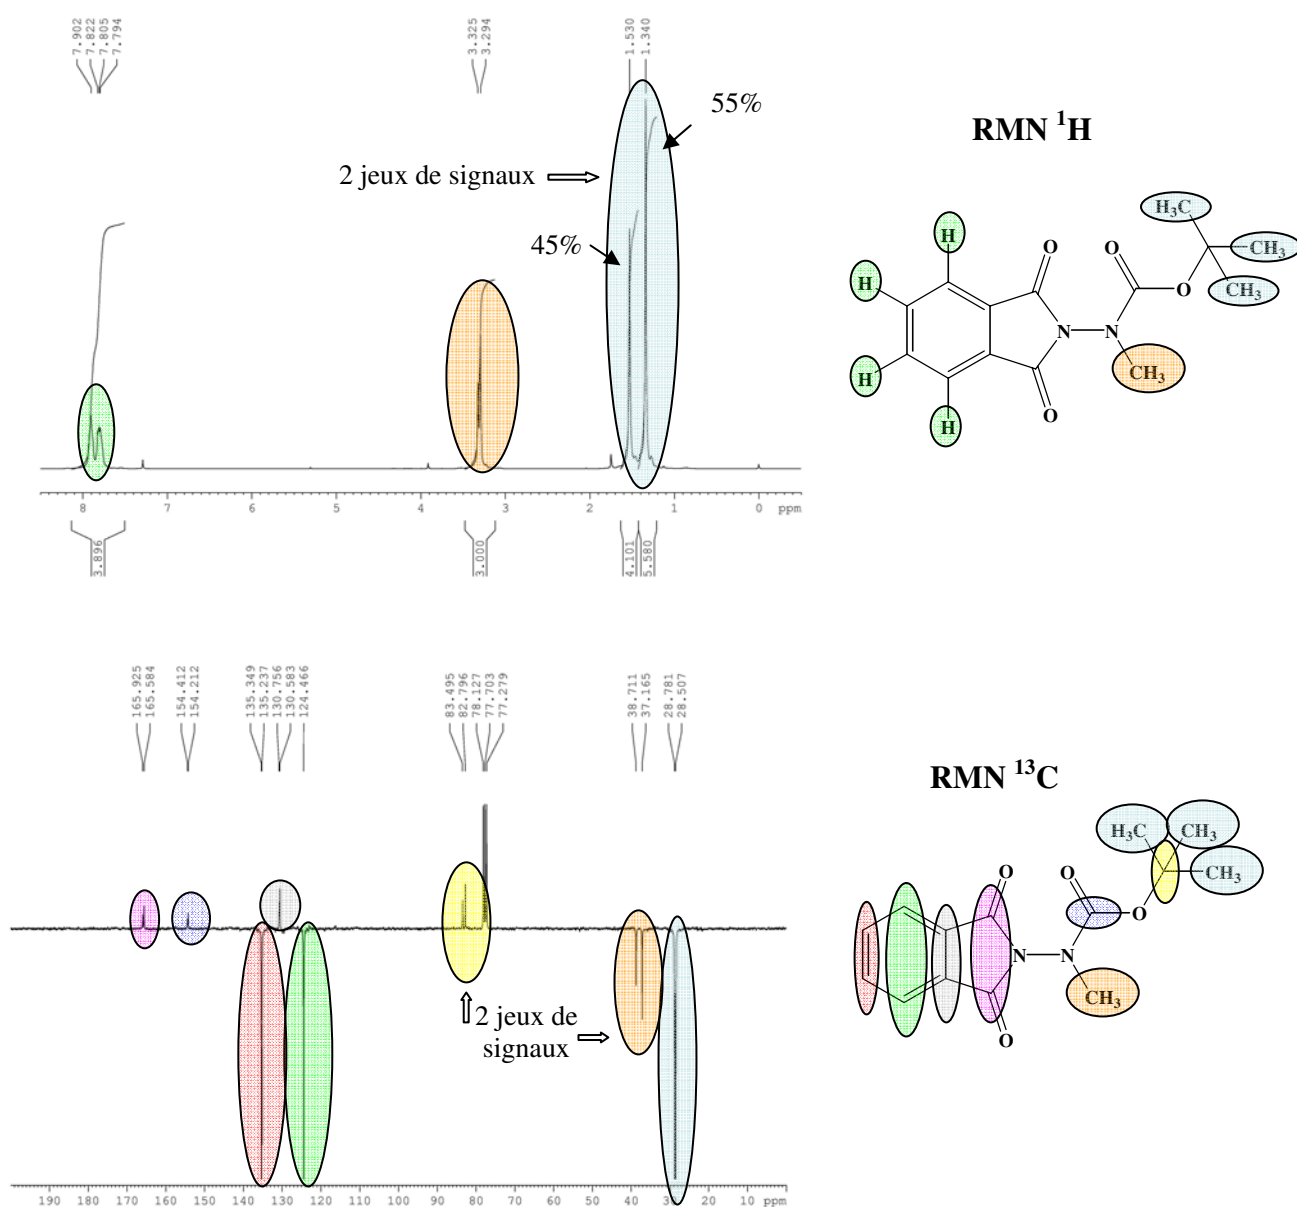 7.902
7.822
7.805
7.794
3.325
3.294
1.530
1.340
55%
2 jeux de signaux
45%
RMN ¹H
H₃C
CH₃
CH₃
H
H
H
H
O
O
O
O
N
N
CH₃
8 7 6 5 4 3 2 1 0 ppm
3.896
3.000
4.101
5.580
165.925
165.584
154.412
154.212
135.349
135.237
130.756
130.583
124.466
83.495
82.796
78.127
77.703
77.279
38.711
37.165
28.781
28.507
RMN ¹³C
H₃C
CH₃
CH₃
O
O
O
O
N
N
CH₃
2 jeux de
signaux
190 180 170 160 150 140 130 120 110 100 90 80 70 60 50 40 30 20 10 ppm